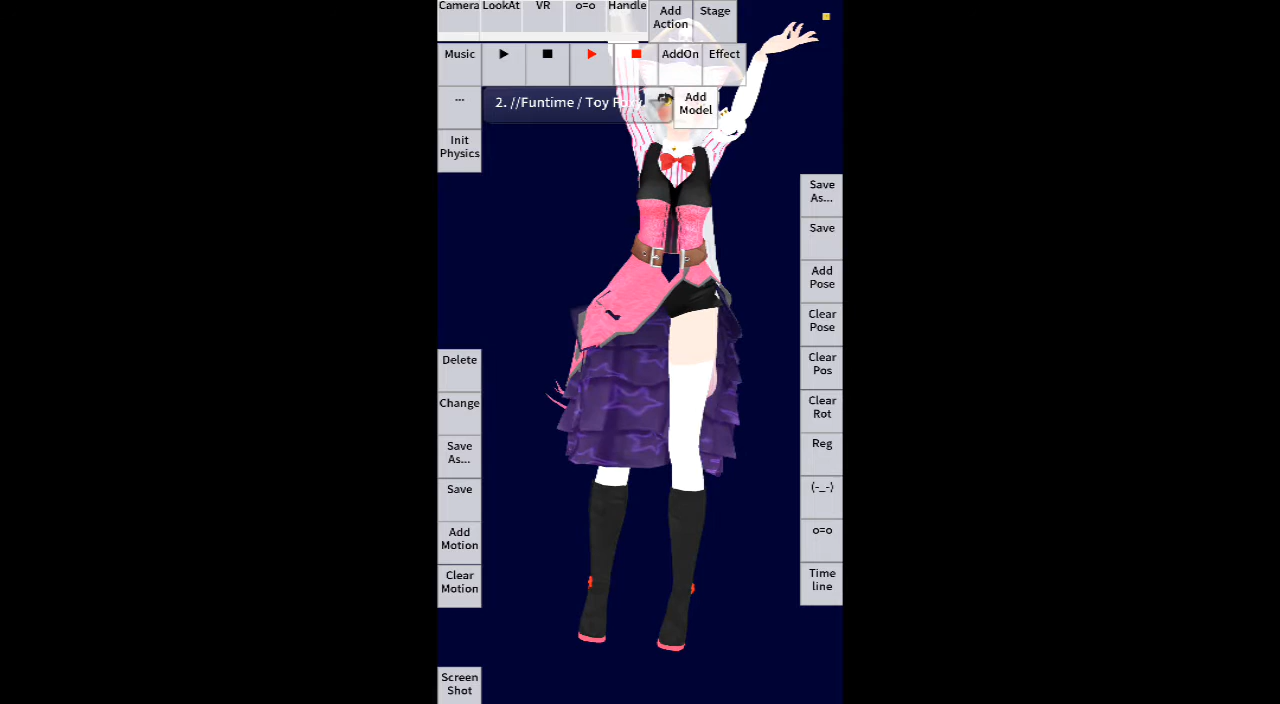 Camera
LookAt
VR
o=o
Handle
Add
Action
Stage
Music
AddOn
Effect
...
2. //Funtime / Toy
Add
Model
Init
Physics
Save
As...
Save
Add
Pose
Clear
Pose
Clear
Pos
Clear
Rot
Reg
(-_-)
o=o
Time
line
Delete
Change
Save
As...
Save
Add
Motion
Clear
Motion
Screen
Shot